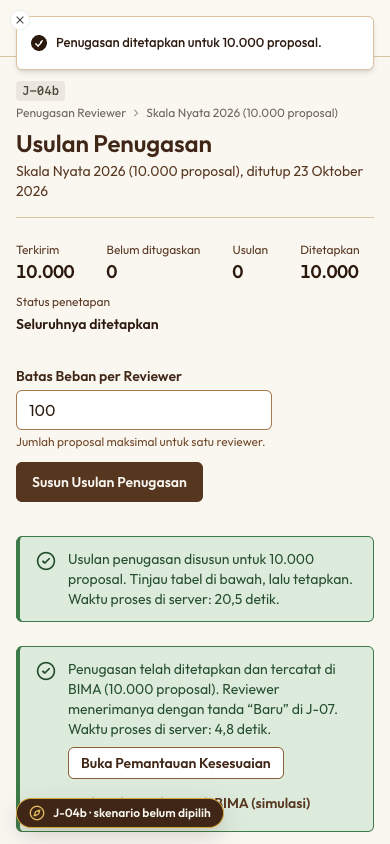 Penugasan ditetapkan untuk 10.000 proposal.
J-04b
Penugasan Reviewer > Skala Nyata 2026 (10.000 proposal)
Usulan Penugasan
Skala Nyata 2026 (10.000 proposal), ditutup 23 Oktober
2026
Terkirim Belum ditugaskan Usulan Ditetapkan
10.000 0 0 10.000
Status penetapan
Seluruhnya ditetapkan
Batas Beban per Reviewer
100
Jumlah proposal maksimal untuk satu reviewer.
Susun Usulan Penugasan
Usulan penugasan disusun untuk 10.000
proposal. Tinjau tabel di bawah, lalu tetapkan.
Waktu proses di server: 20,5 detik.
Penugasan telah ditetapkan dan tercatat di
BIMA (10.000 proposal). Reviewer
menerimanya dengan tanda “Baru” di J-07.
Waktu proses di server: 4,8 detik.
Buka Pemantauan Kesesuaian
BIMA (simulasi)
J-04b · skenario belum dipilih